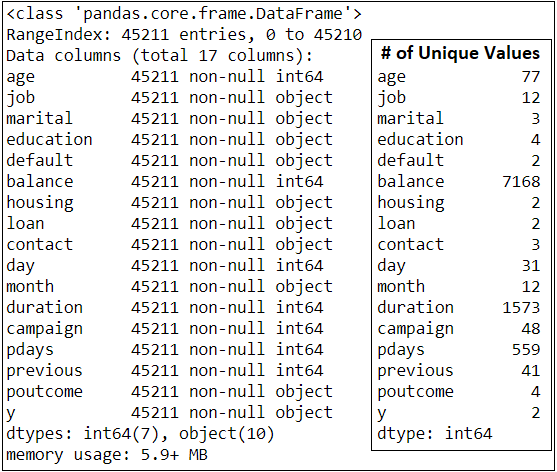 <class 'pandas.core.frame.DataFrame'>
RangeIndex: 45211 entries, 0 to 45210
Data columns (total 17 columns):
age 45211 non-null int64
job 45211 non-null object
marital 45211 non-null object
education 45211 non-null object
default 45211 non-null object
balance 45211 non-null int64
housing 45211 non-null object
loan 45211 non-null object
contact 45211 non-null object
day 45211 non-null int64
month 45211 non-null object
duration 45211 non-null int64
campaign 45211 non-null int64
pdays 45211 non-null int64
previous 45211 non-null int64
poutcome 45211 non-null object
y 45211 non-null object
dtypes: int64(7), object(10)
memory usage: 5.9+ MB
# of Unique Values
age 77
job 12
marital 3
education 4
default 2
balance 7168
housing 2
loan 2
contact 3
day 31
month 12
duration 1573
campaign 48
pdays 559
previous 41
poutcome 4
y 2
dtype: int64